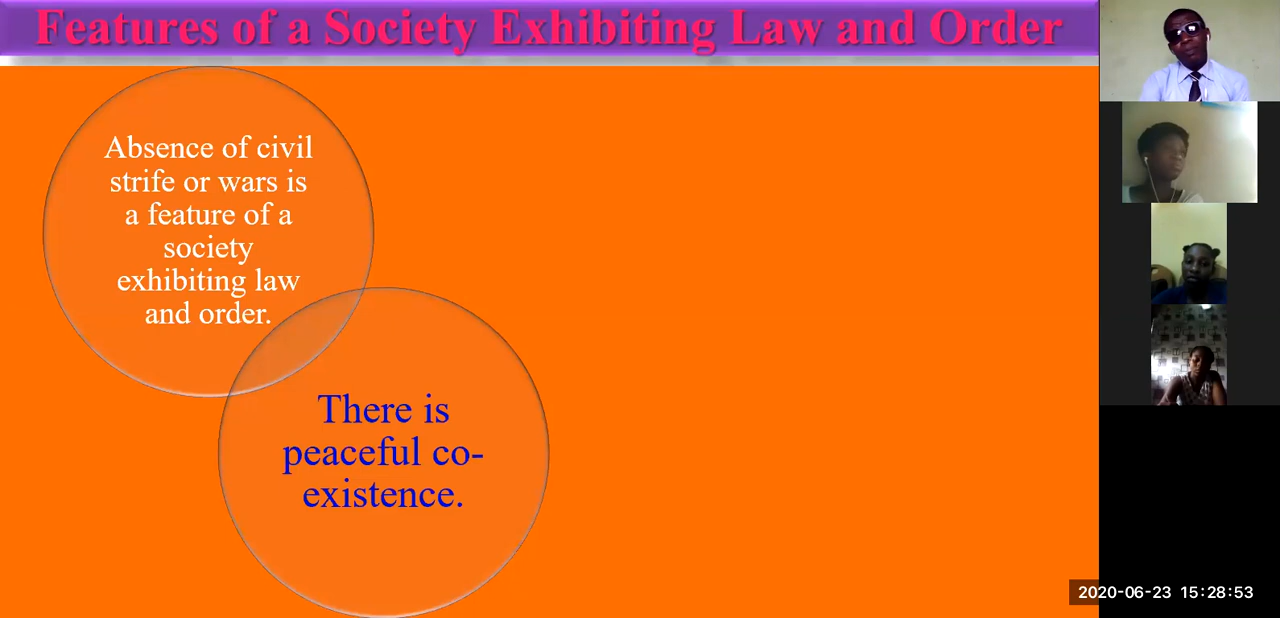 Features of a Society Exhibiting Law and Order
Absence of civil
strife or wars is
a feature of a
society
exhibiting law
and order.
There is
peaceful co-
existence.
2020-06-23 15:28:53